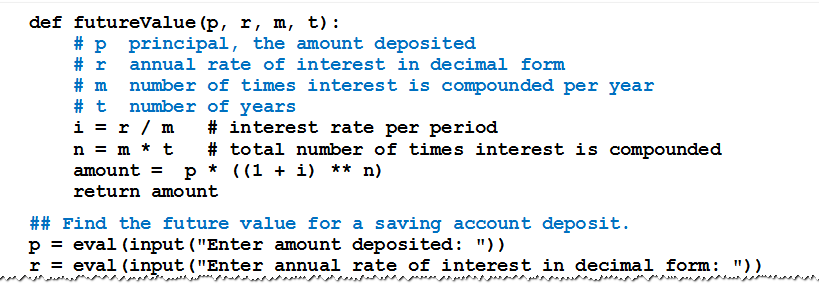 def futureValue(p, r, m, t):
    # p  principal, the amount deposited
    # r  annual rate of interest in decimal form
    # m  number of times interest is compounded per year
    # t  number of years
    i = r / m   # interest rate per period
    n = m * t   # total number of times interest is compounded
    amount =  p * ((1 + i) ** n)
    return amount
## Find the future value for a saving account deposit.
p = eval(input("Enter amount deposited: "))
r = eval(input("Enter annual rate of interest in decimal form: "))